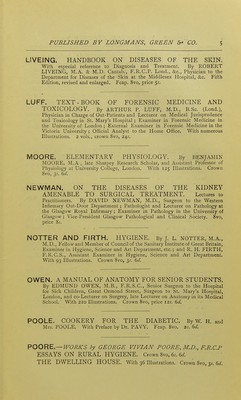 PUBLISHED BY LONGMANS, GREEN & CO. 5
LIVEING. HANDBOOK ON DISEASES OF THE SKIN.
With especial reference to Diagnosis and Treatment. By ROBERT
LIVEING, M.A. & M.D. Cantab., F.R.C.P. Lond., &c., Physician to the
Department for Diseases of the Skin at the Middlesex Hospital, &c. Fifth
Edition, revised and enlarged. Fcap. 8vo, price 5s.
LUFF. TEXT-BOOK OF FORENSIC MEDICINE
AND TOXICOLOGY. By ARTHUR P. LUFF, M.D., B.Sc. (Lond.),
Physician in Charge of Out-Patients and Lecturer on Medical Jurisprudence
and Toxicology in St. Mary's Hospital; Examiner in Forensic Medicine in
the University of London; External Examiner in Forensic Medicine in the
Victoria University; Official Analyst to the Home Office. With numerous
Illustrations. 2 vols., crown 8vo, 24s.
MOORE. ELEMENTARY PHYSIOLOGY. By BENJAMIN
MOORE, M.A., late Sharpey Research Scholar, and Assistant Professor of
Physiology at University College, London. With 125 Illustrations. Crown
8vo, 3s. 6d.
NEWMAN. ON THE DISEASES OF THE KIDNEY
AMENABLE TO SURGICAL TREATMENT. Lectures to
Practitioners. By DAVID NEWMAN, M.D., Surgeon to the Western
Infirmary Out-Door Department; Pathologist and Lecturer on Pathology at
the Glasgow Royal Infirmary; Examiner in Pathology in the University of
Glasgow; Vice-President Glasgow Pathological and Clinical Society. 8vo,
price 8s.
NOTTER AND FIRTH. HYGIENE. By J. L. NOTTER, M.A.,
M.D., Fellow and Member of Council of the Sanitary Institute of Great Britain,
Examiner in Hygiene, Science and Art Department, etc.; and R. H. FIRTH,
F.R.C.S., Assistant Examiner in Hygiene, Science and Art Department.
With 93 Illustrations. Crown 8vo, 3s. 6d.
OWEN. A MANUAL OF ANATOMY FOR SENIOR STUDENTS.
By EDMUND OWEN, M.B., F.R.S.C., Senior Surgeon to the Hospital
for Sick Children, Great Ormond Street, Surgeon to St. Mary's Hospital,
London, and co-Lecturer on Surgery, late Lecturer on Anatomy in its Medical
School. With 210 Illustrations. Crown 8vo, price 12s. 6d.
POOLE. COOKERY FOR THE DIABETIC. By W. H. and
Mrs. POOLE. With Preface by Dr. PAVY. Fcap. 8vo. 2s. 6d.
POORE.—WORKS by GEORGE VIVIAN POORE, M.D., F.R.C.P
ESSAYS ON RURAL HYGIENE. Crown 8vo, 6s. 6d.
THE DWELLING HOUSE. With 36 Illustrations. Crown 8vo, 3s. 6d.